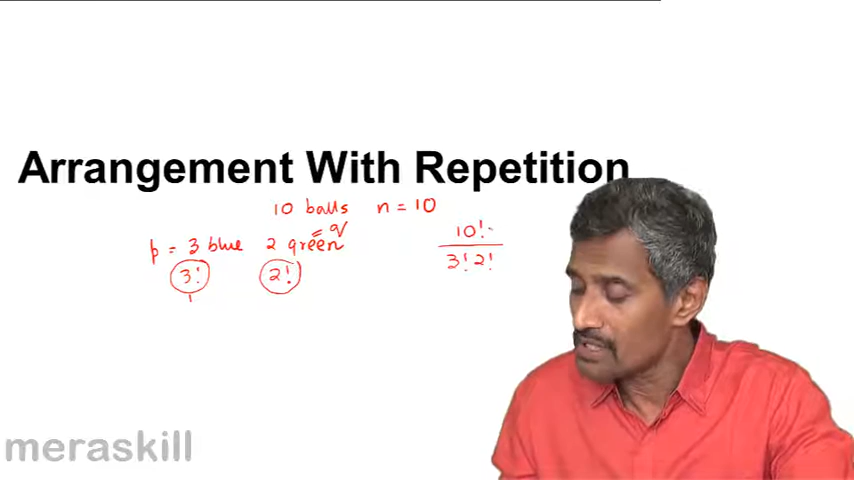 Arrangement With Repetition
10 balls n = 10
p = 3 blue 2 green = q
3! 2!
10!
3! 2!
meraskill